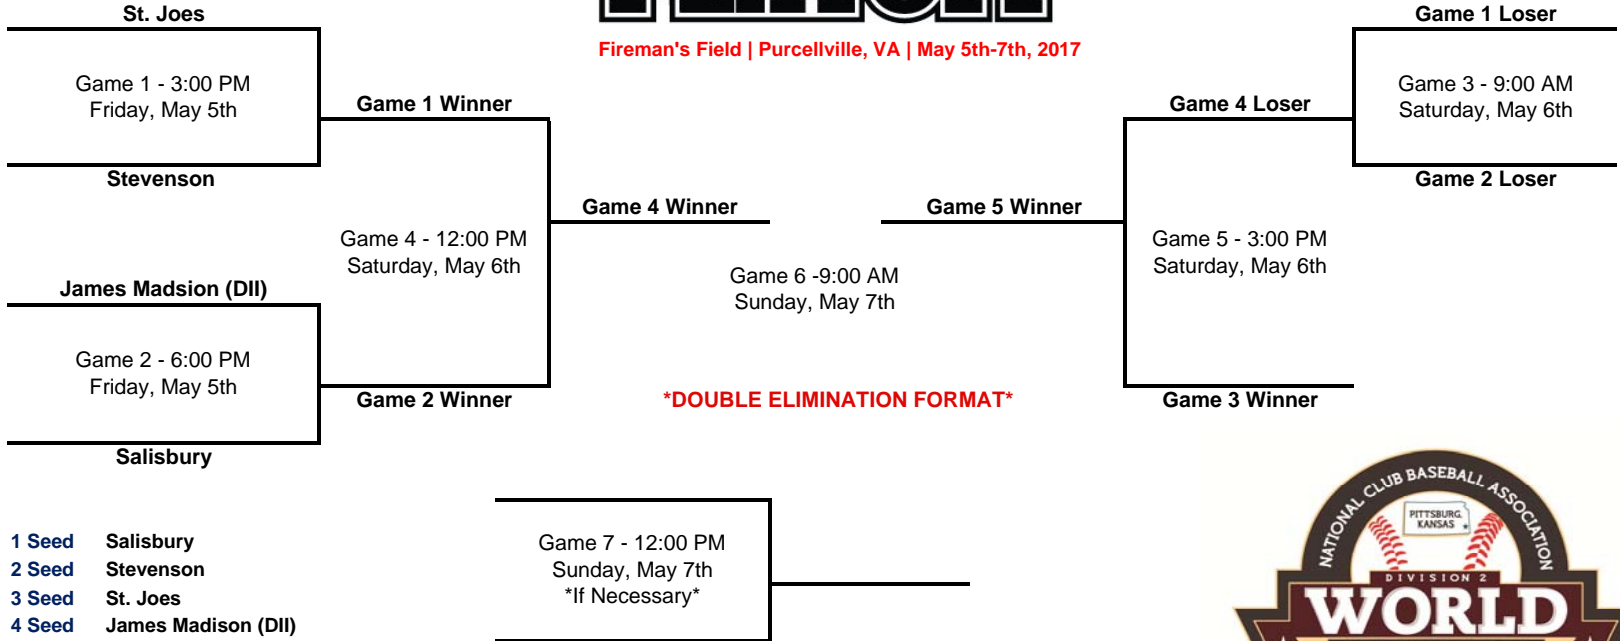 St. Joes
Game 1 - 3:00 PM
Friday, May 5th
Stevenson
Game 1 Winner
Game 4 - 12:00 PM
Saturday, May 6th
James Madsion (DII)
Game 2 - 6:00 PM
Friday, May 5th
Salisbury
Game 2 Winner
Fireman's Field | Purcellville, VA | May 5th-7th, 2017
Game 4 Winner
Game 5 Winner
Game 6 -9:00 AM
Sunday, May 7th
*DOUBLE ELIMINATION FORMAT*
Game 1 Loser
Game 3 - 9:00 AM
Saturday, May 6th
Game 2 Loser
Game 4 Loser
Game 5 - 3:00 PM
Saturday, May 6th
Game 3 Winner
1 Seed Salisbury
2 Seed Stevenson
3 Seed St. Joes
4 Seed James Madison (DII)
Game 7 - 12:00 PM
Sunday, May 7th
*If Necessary*
NATIONAL CLUB BASEBALL ASSOCIATION
PITTSBURG,
KANSAS
DIVISION 2
WORLD